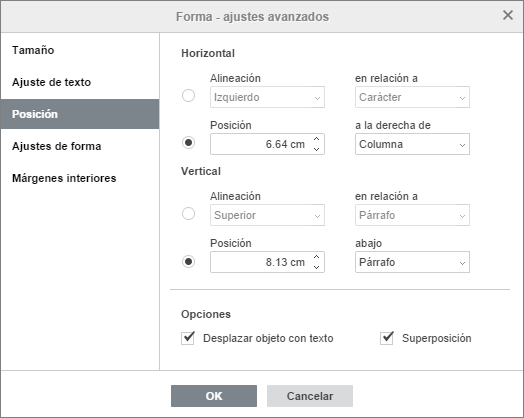 Forma - ajustes avanzados
Tamaño
Ajuste de texto
Posición
Ajustes de forma
Márgenes interiores
Horizontal
Alineación en relación a
Izquierdo Carácter
Posición a la derecha de
6.64 cm Columna
Vertical
Alineación en relación a
Superior Párrafo
Posición abajo
8.13 cm Párrafo
Opciones
Desplazar objeto con texto Superposición
OK Cancelar